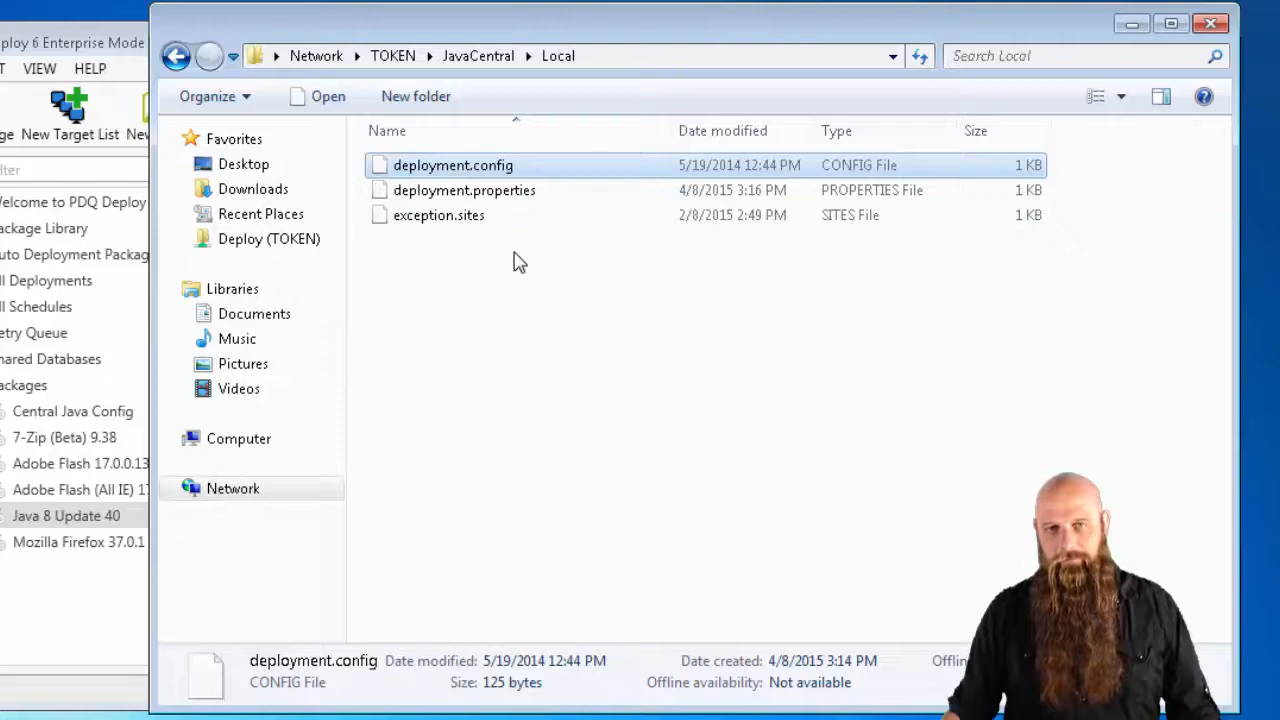 ploy 6 Enterprise Mode
T VIEW HELP
ge New Target List New
lter
elcome to PDQ Deploy
ackage Library
uto Deployment Packag
ll Deployments
ll Schedules
etry Queue
hared Databases
ackages
Central Java Config
7-Zip (Beta) 9.38
Adobe Flash 17.0.0.13
Adobe Flash (All IE) 17
Java 8 Update 40
Mozilla Firefox 37.0.1
Network TOKEN JavaCentral Local
Search Local
Organize Open New folder
Favorites
Desktop
Downloads
Recent Places
Deploy (TOKEN)
Libraries
Documents
Music
Pictures
Videos
Computer
Network
Name Date modified Type Size
deployment.config 5/19/2014 12:44 PM CONFIG File 1 KB
deployment.properties 4/8/2015 3:16 PM PROPERTIES File 1 KB
exception.sites 2/8/2015 2:49 PM SITES File 1 KB
deployment.config Date modified: 5/19/2014 12:44 PM Date created: 4/8/2015 3:14 PM Offlin
CONFIG File Size: 125 bytes Offline availability: Not available